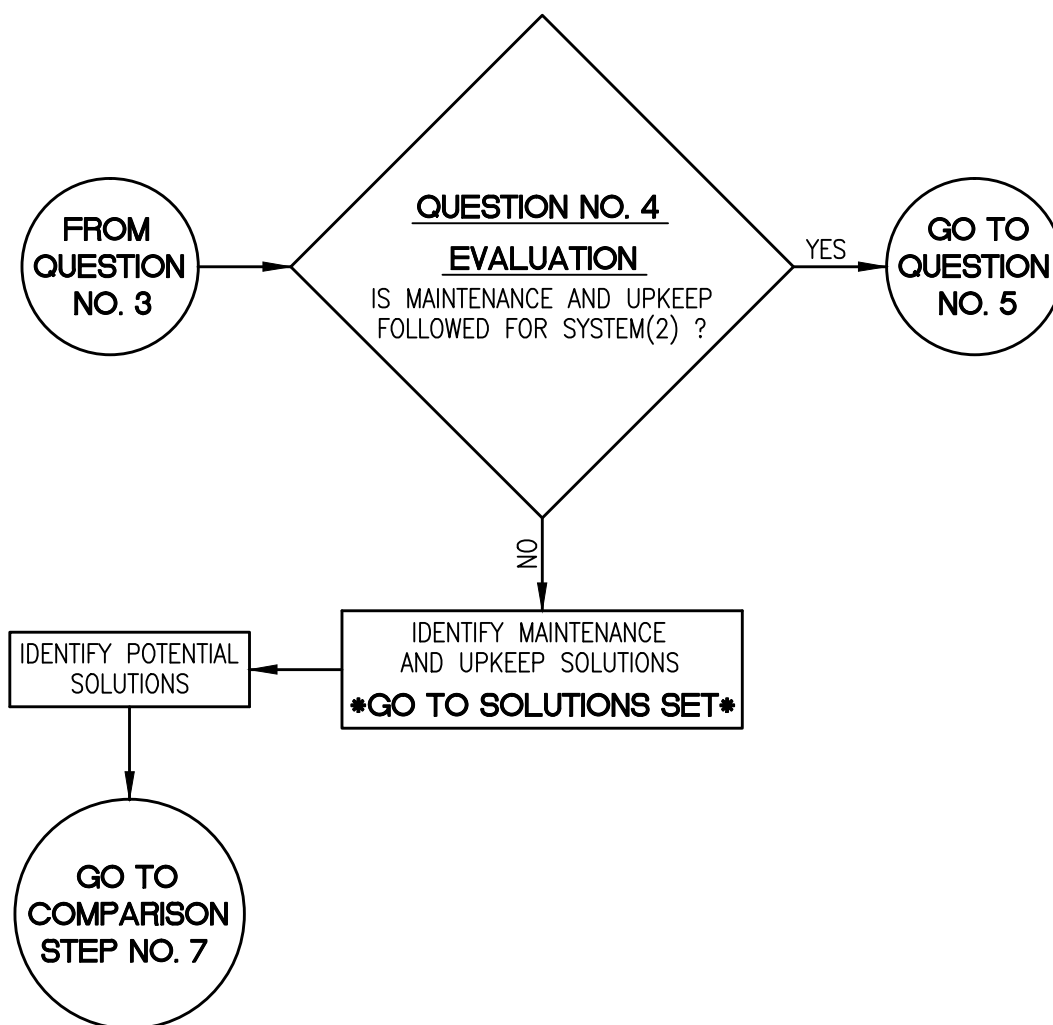 FROM
QUESTION
NO. 3
QUESTION NO. 4
EVALUATION
IS MAINTENANCE AND UPKEEP
FOLLOWED FOR SYSTEM(2) ?
YES
GO TO
QUESTION
NO. 5
NO
IDENTIFY MAINTENANCE
AND UPKEEP SOLUTIONS
*GO TO SOLUTIONS SET*
IDENTIFY POTENTIAL
SOLUTIONS
GO TO
COMPARISON
STEP NO. 7